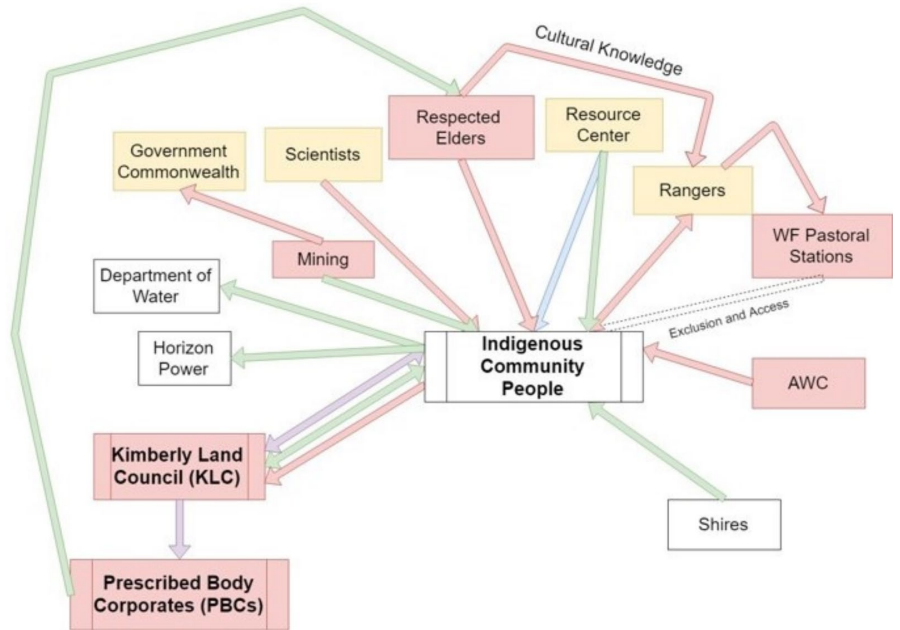 Cultural Knowledge
Respected
Elders
Resource
Center
Government
Commonwealth
Scientists
Rangers
WF Pastoral
Stations
Mining
Department of
Water
Exclusion and Access
Horizon
Power
Indigenous
Community
People
AWC
Kimberly Land
Council (KLC)
Shires
Prescribed Body
Corporates (PBCs)